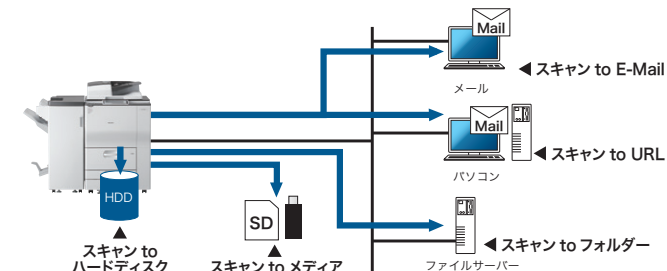 Mail
◀ スキャン to E-Mail
メール
Mail
◀ スキャン to URL
パソコン
HDD
SD
▲
スキャン to
ハードディスク
▲
スキャン to メディア
◀ スキャン to フォルダー
ファイルサーバー